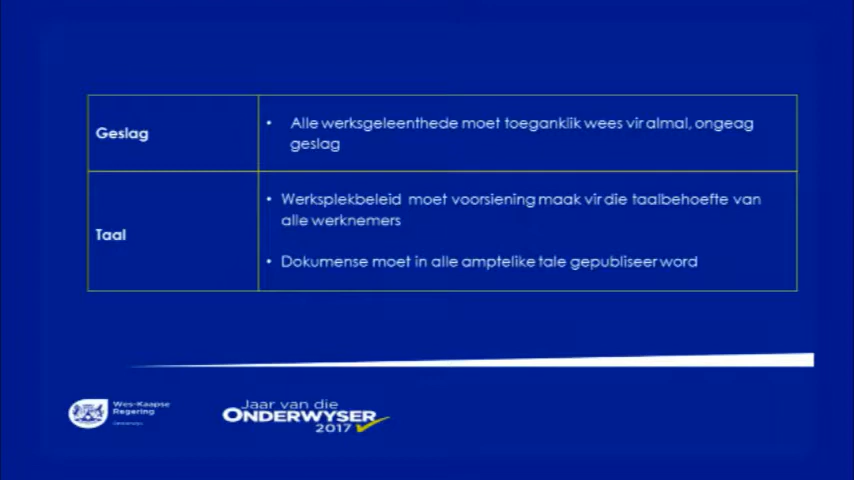 Geslag
• Alle werksgeleenthede moet toeganklik wees vir almal, ongeag
geslag
Taal
• Werksplekbeleid moet voorsiening maak vir die taalbehoefte van
alle werknemers
• Dokumense moet in alle amptelike tale gepubliseer word
Wes-Kaapse
Regering
Jaar van die
ONDERWYSER
2017